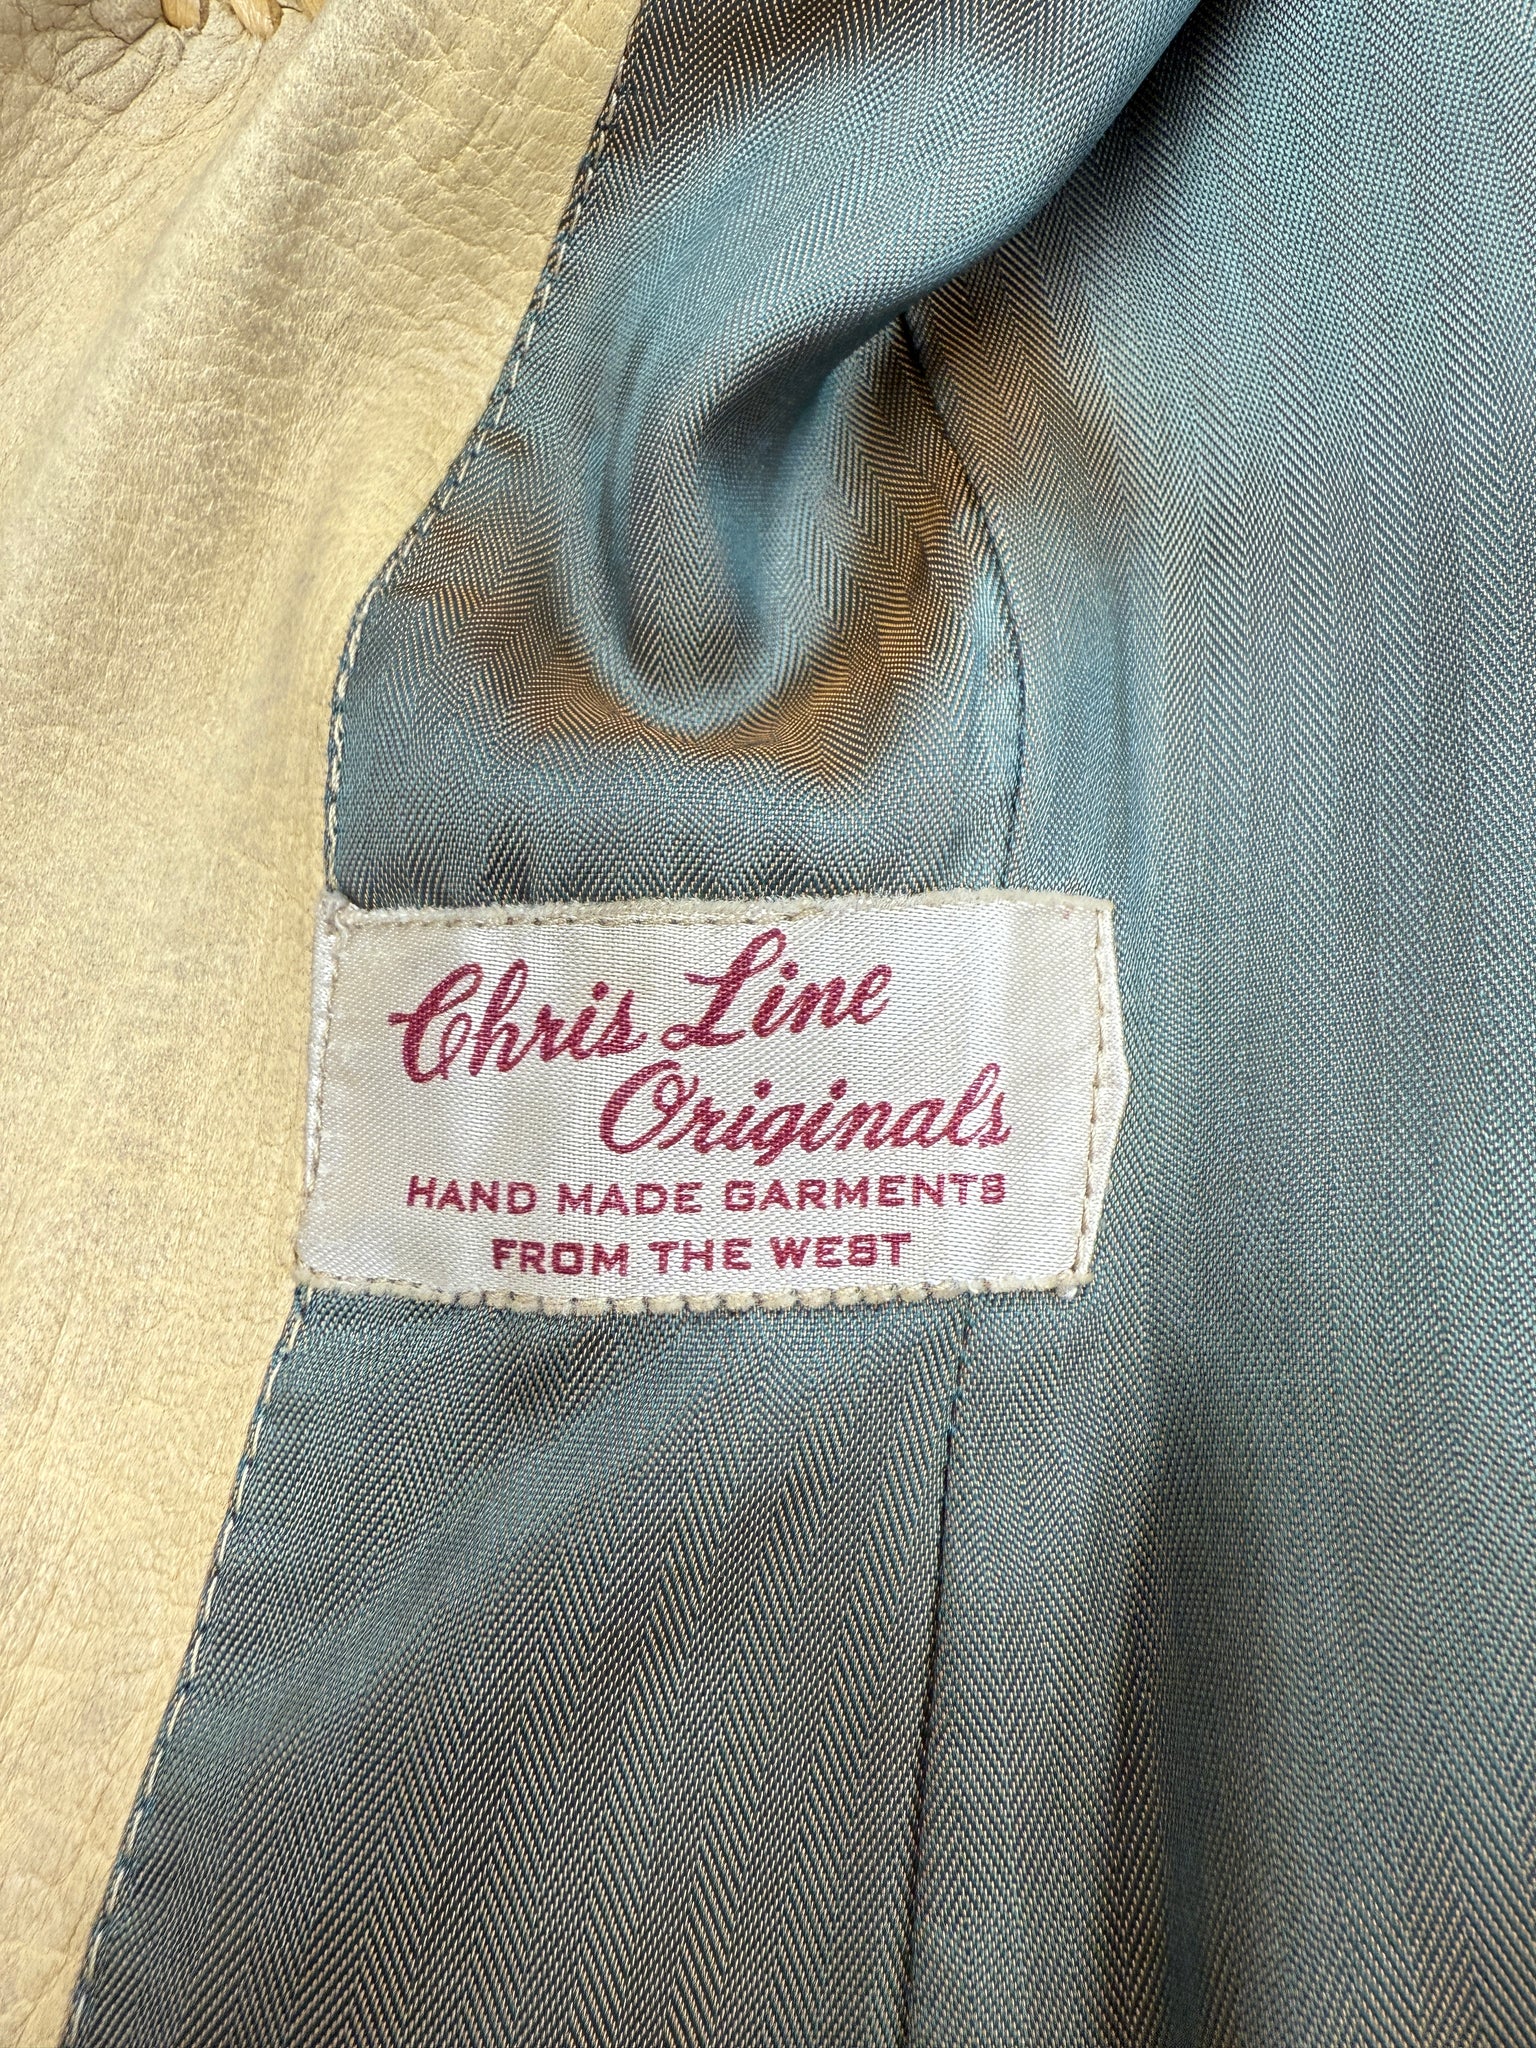 Chris Line
Originals
HAND MADE GARMENTS
FROM THE WEST